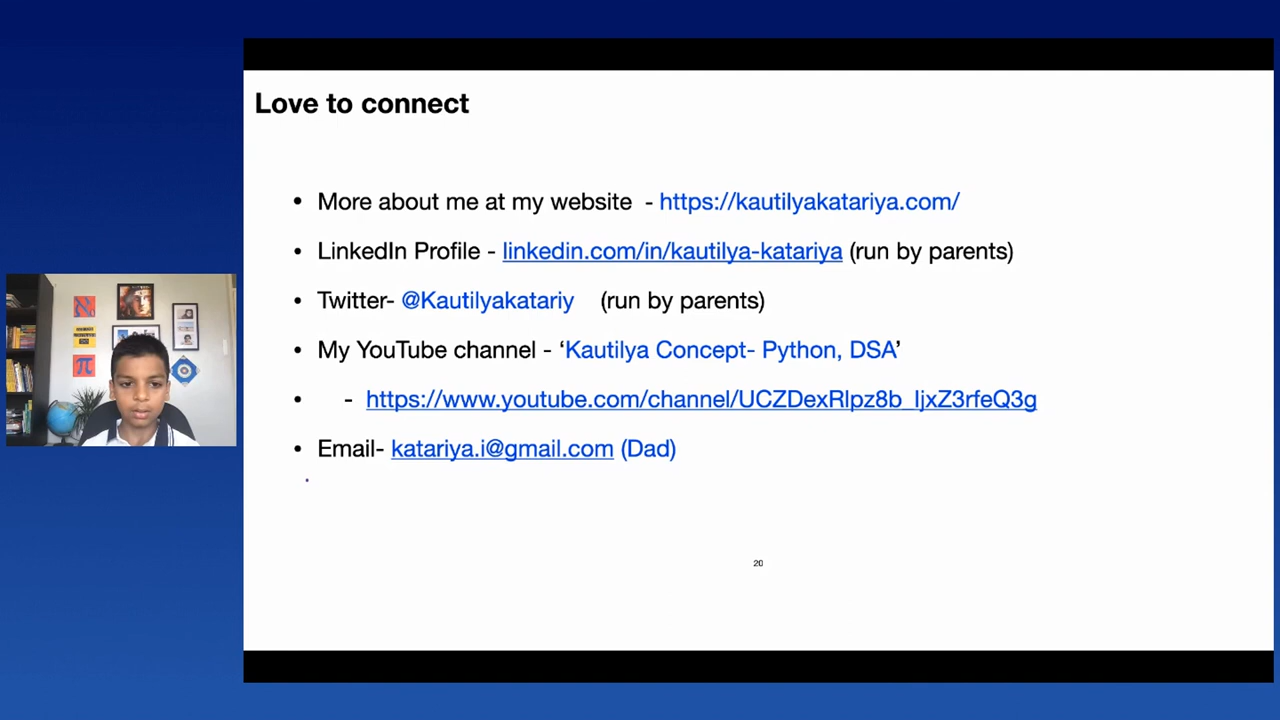 Love to connect
• More about me at my website - https://kautilyakatariya.com/
• LinkedIn Profile - linkedin.com/in/kautilya-katariya (run by parents)
• Twitter- @Kautilyakatariy (run by parents)
• My YouTube channel - ‘Kautilya Concept- Python, DSA’
• - https://www.youtube.com/channel/UCZDexRlpz8b_ljxZ3rfeQ3g
• Email- katariya.i@gmail.com (Dad)
20